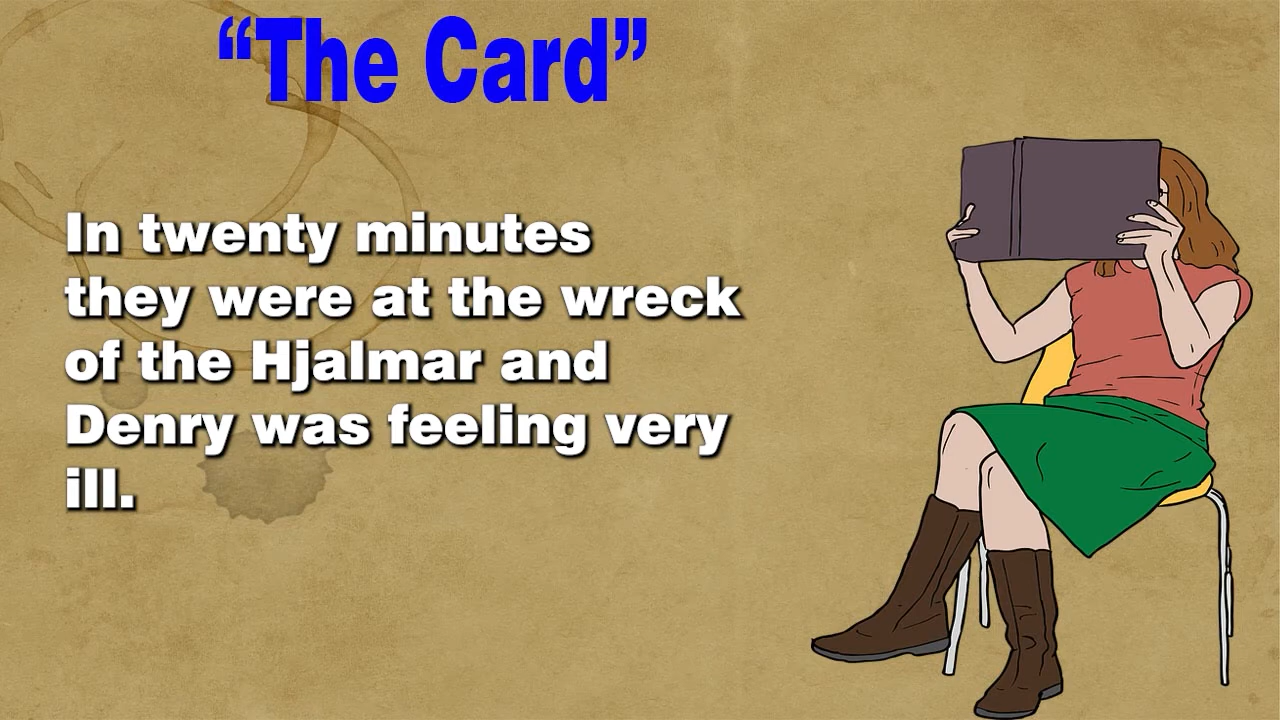 “The Card”
In twenty minutes
they were at the wreck
of the Hjalmar and
Denry was feeling very
ill.